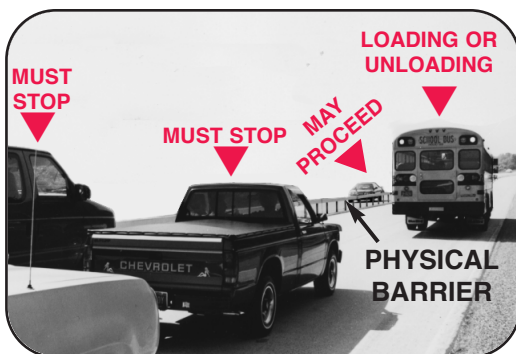 LOADING OR
UNLOADING
MUST
STOP
MUST STOP
MAY
PROCEED
SCHOOL BUS
PHYSICAL
BARRIER
CHEVROLET